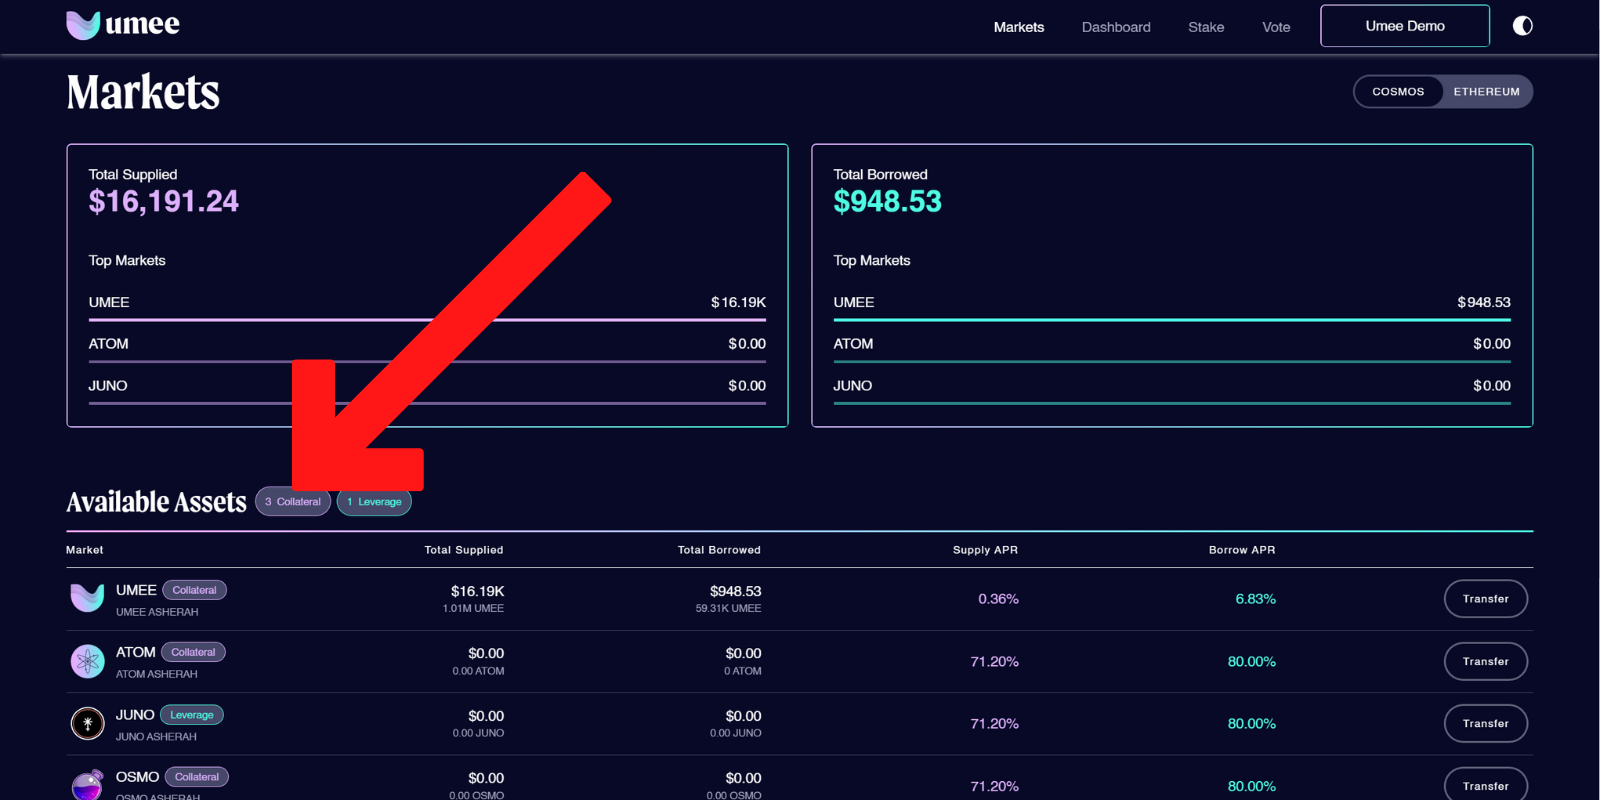 umee
Markets Dashboard Stake Vote Umee Demo
Markets
COSMOS ETHEREUM
Total Supplied
$16,191.24
Top Markets
UMEE $16.19K
ATOM $0.00
JUNO $0.00
Total Borrowed
$948.53
Top Markets
UMEE $948.53
ATOM $0.00
JUNO $0.00
Available Assets 3 Collateral 1 Leverage
Market Total Supplied Total Borrowed Supply APR Borrow APR
UMEE Collateral $16.19K $948.53 0.36% 6.83% Transfer
UMEE ASHERAH 1.01M UMEE 59.31K UMEE
ATOM Collateral $0.00 $0.00 71.20% 80.00% Transfer
ATOM ASHERAH 0.00 ATOM 0 ATOM
JUNO Leverage $0.00 $0.00 71.20% 80.00% Transfer
JUNO ASHERAH 0.00 JUNO 0.00 JUNO
OSMO Collateral $0.00 $0.00 71.20% 80.00% Transfer
OSMO ASHERAH 0.00 OSMO 0.00 OSMO